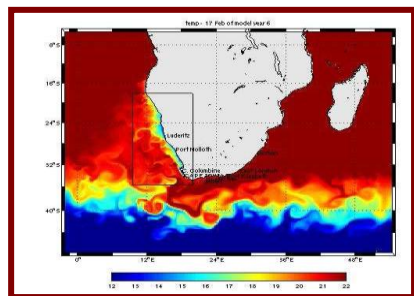 temp - 17 Feb of model year 6
8°S
16°S
24°S
32°S
40°S
Luderitz
Port Nolloth
C. Columbine
0°
12°E
24°E
36°E
48°E
12 13 14 15 16 17 18 19 20 21 22